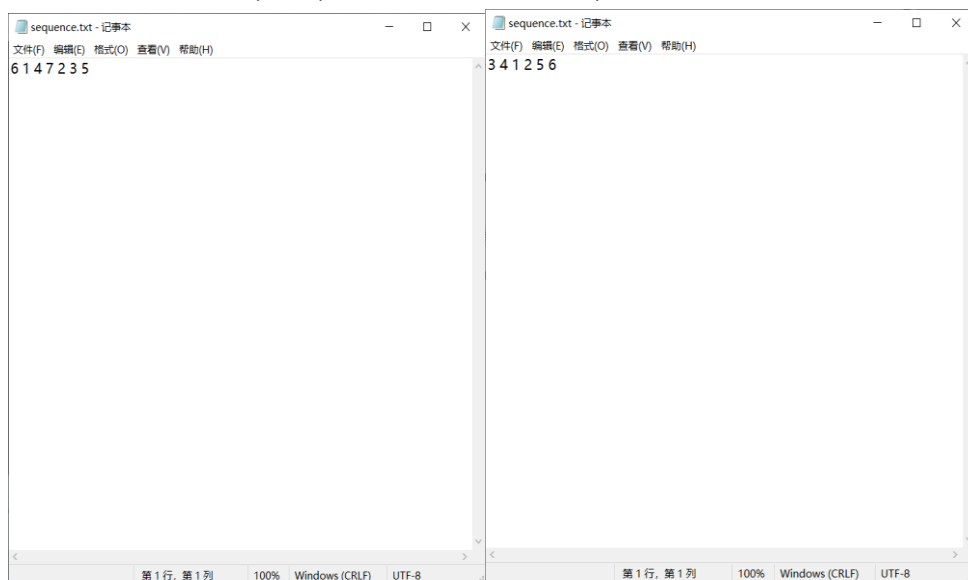 sequence.txt - 记事本
文件(F) 编辑(E) 格式(O) 查看(V) 帮助(H)
6 1 4 7 2 3 5
第 1 行，第 1 列 100% Windows (CRLF) UTF-8
sequence.txt - 记事本
文件(F) 编辑(E) 格式(O) 查看(V) 帮助(H)
3 4 1 2 5 6
第 1 行，第 1 列 100% Windows (CRLF) UTF-8